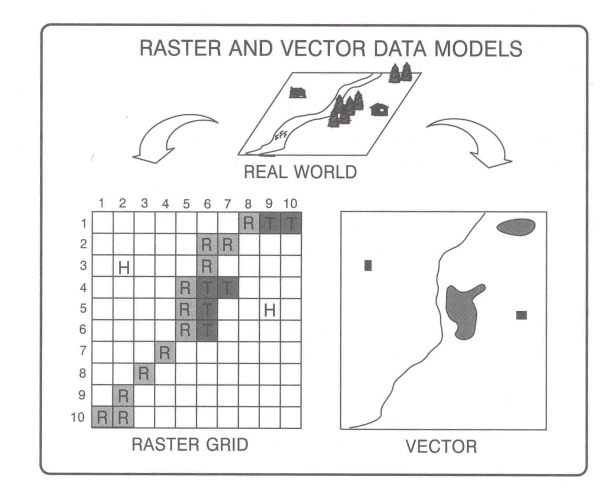 RASTER AND VECTOR DATA MODELS
REAL WORLD
1 2 3 4 5 6 7 8 9 10
1 R T T
2 R R
3 H R
4 R T T
5 R T H
6 R T
7 R
8 R
9 R
10 R R
RASTER GRID
VECTOR